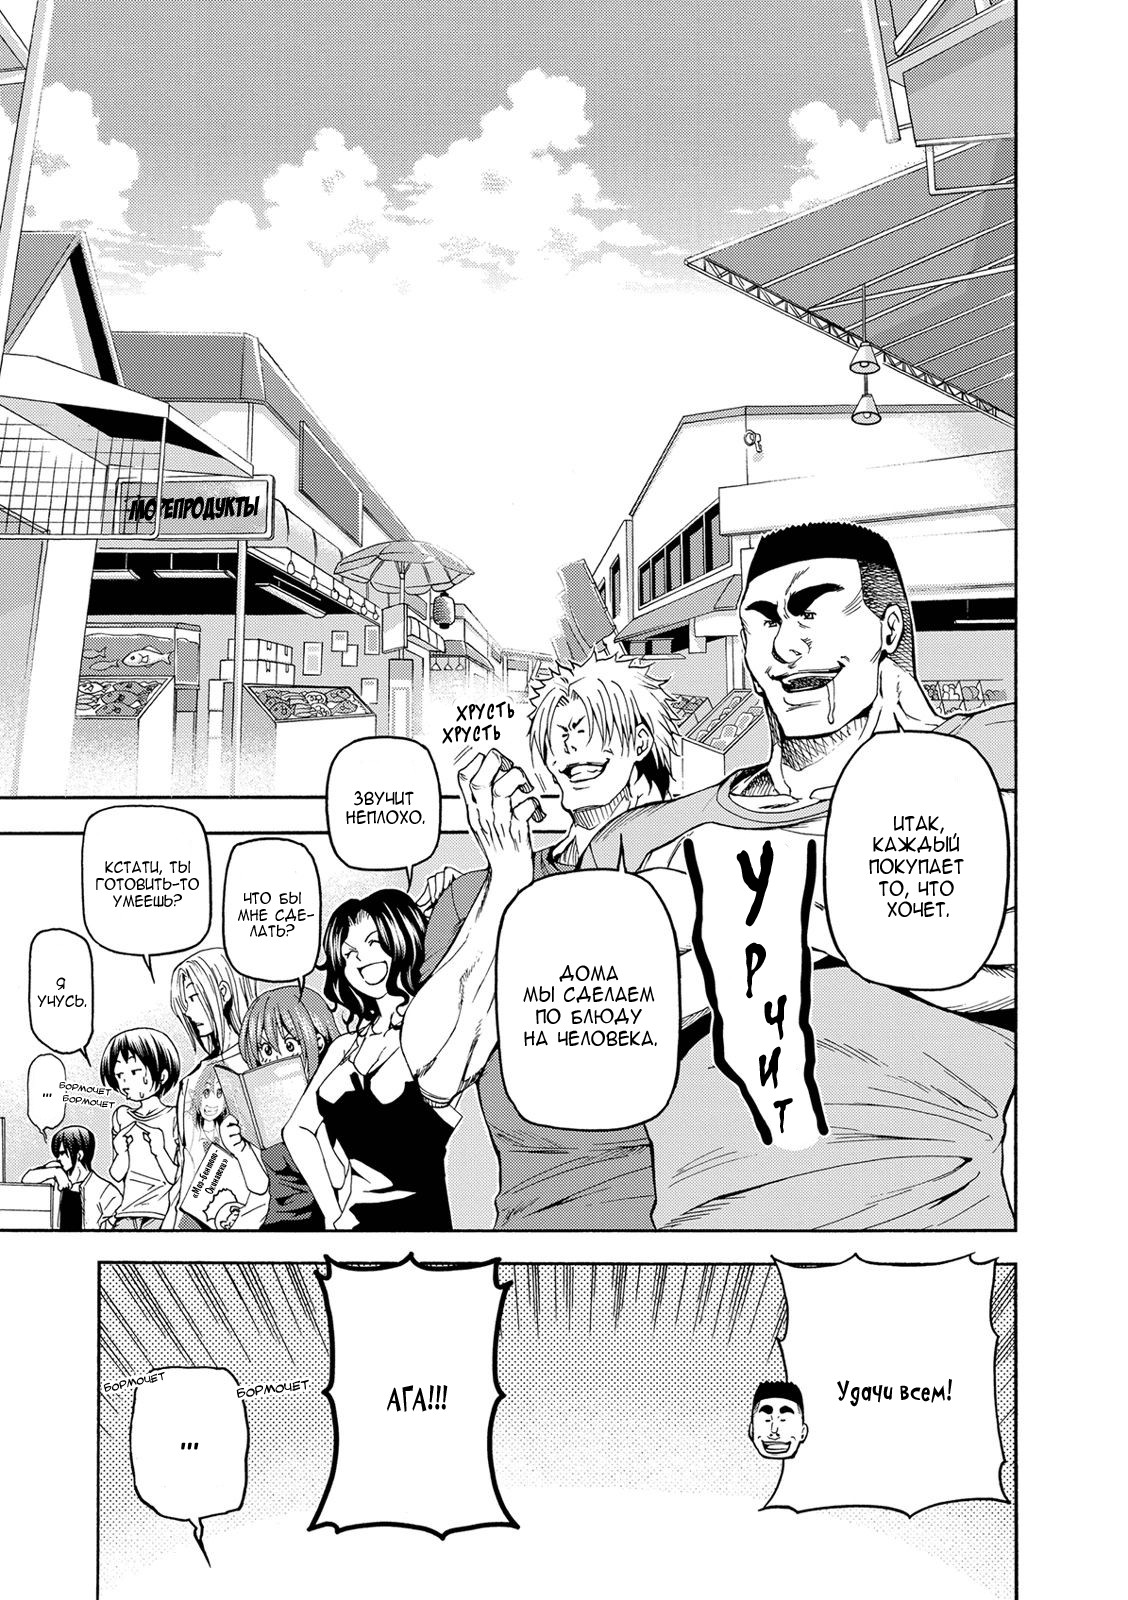 МОРЕПРОДУКТЫ
ИТАК,
КАЖДЫЙ
ПОКУПАЕТ
ТО, ЧТО
ХОЧЕТ.
УРЧИТ
ХРУСТЬ
ХРУСТЬ
ДОМА
МЫ СДЕЛАЕМ
ПО БЛЮДУ
НА ЧЕЛОВЕКА.
ЗВУЧИТ
НЕПЛОХО.
ЧТО БЫ
МНЕ СДЕ-
ЛАТЬ?
КСТАТИ, ТЫ
ГОТОВИТЬ-ТО
УМЕЕШЬ?
Я
УЧУСЬ.
...
БОРМОЧЕТ
БОРМОЧЕТ
Удачи всем!
АГА!!!
БОРМОЧЕТ
БОРМОЧЕТ
...